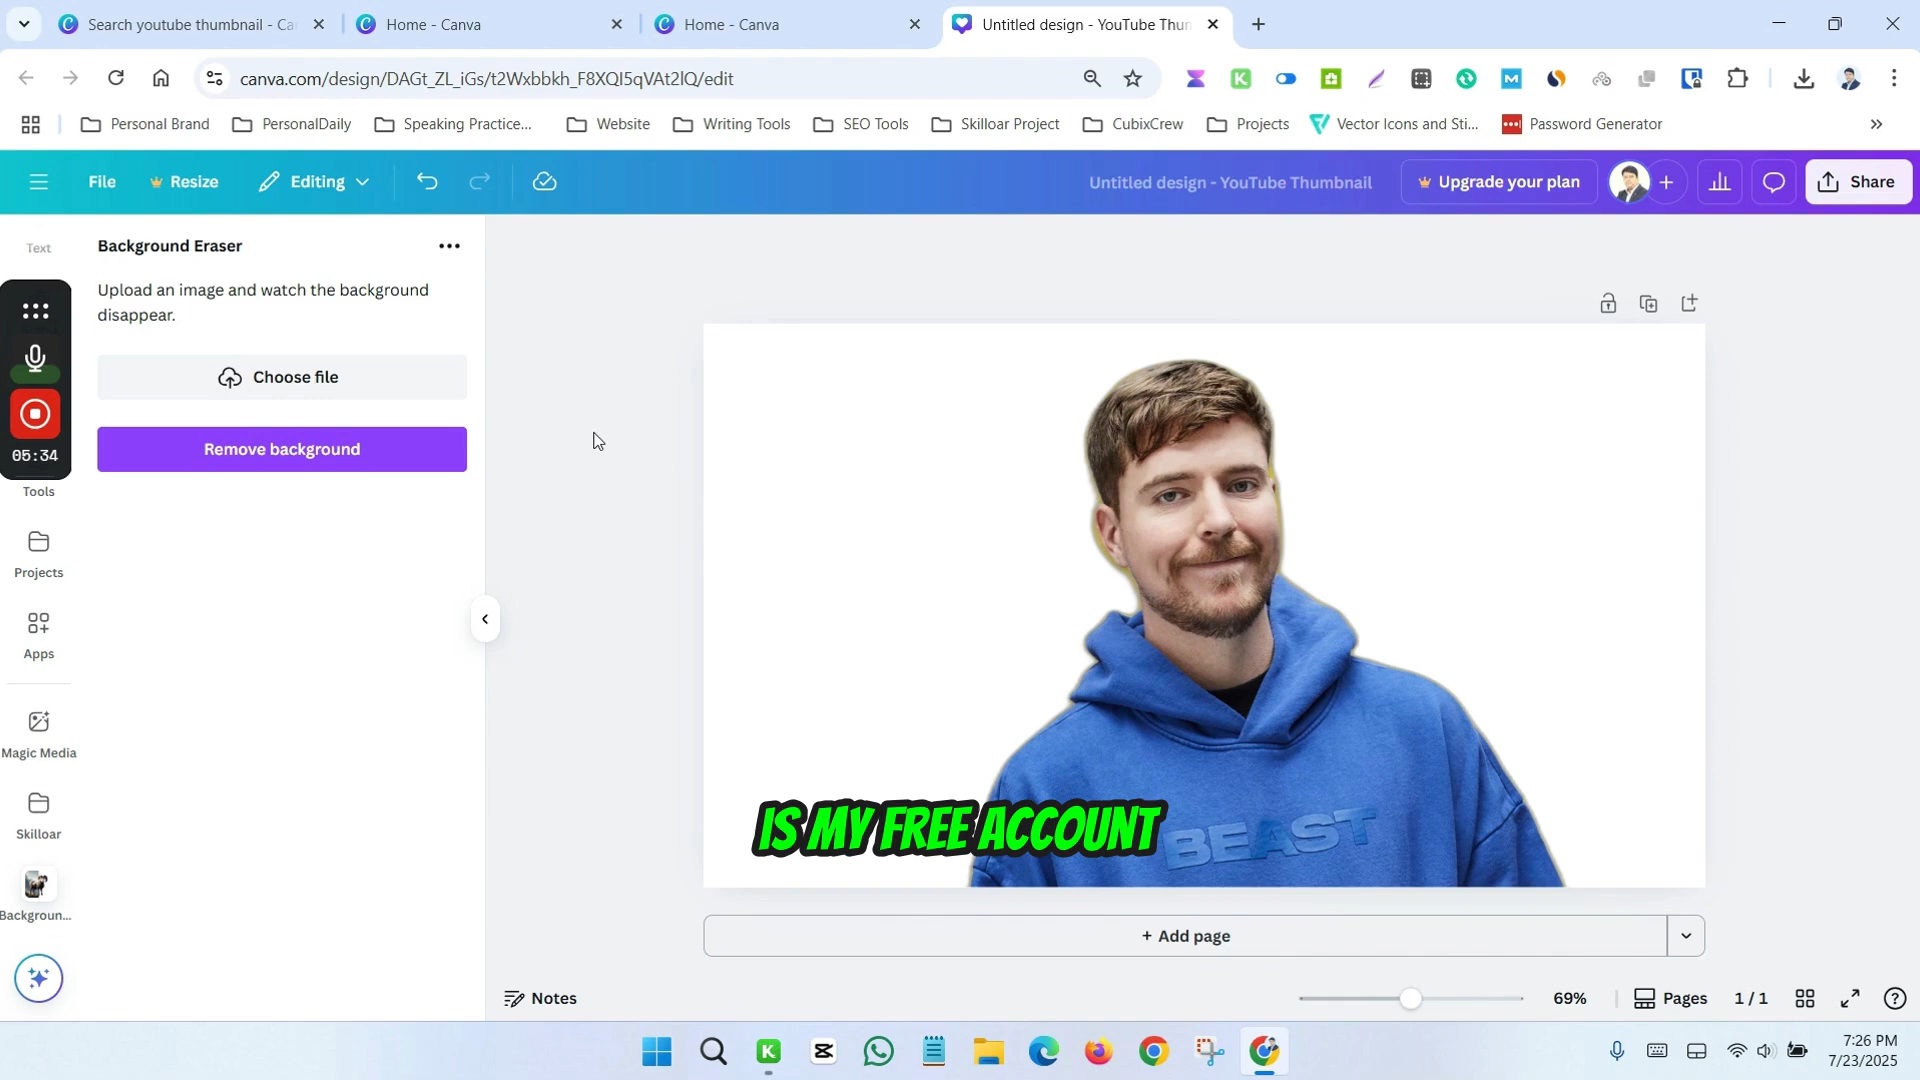 Search youtube thumbnail - Ca
Home - Canva
Home - Canva
Untitled design - YouTube Thun
canva.com/design/DAGt_ZL_iGs/t2Wxbbkh_F8XQI5qVAt2lQ/edit
Personal Brand
PersonalDaily
Speaking Practice...
Website
Writing Tools
SEO Tools
Skilloar Project
CubixCrew
Projects
Vector Icons and Sti...
Password Generator
»
File
Resize
Editing
Untitled design - YouTube Thumbnail
Upgrade your plan
Share
Text
Background Eraser
Upload an image and watch the background
disappear.
Choose file
Remove background
05:34
Tools
Projects
Apps
Magic Media
Skilloar
Backgroun...
BEAST
IS MY FREE ACCOUNT
+ Add page
Notes
69%
Pages
1 / 1
7:26 PM
7/23/2025